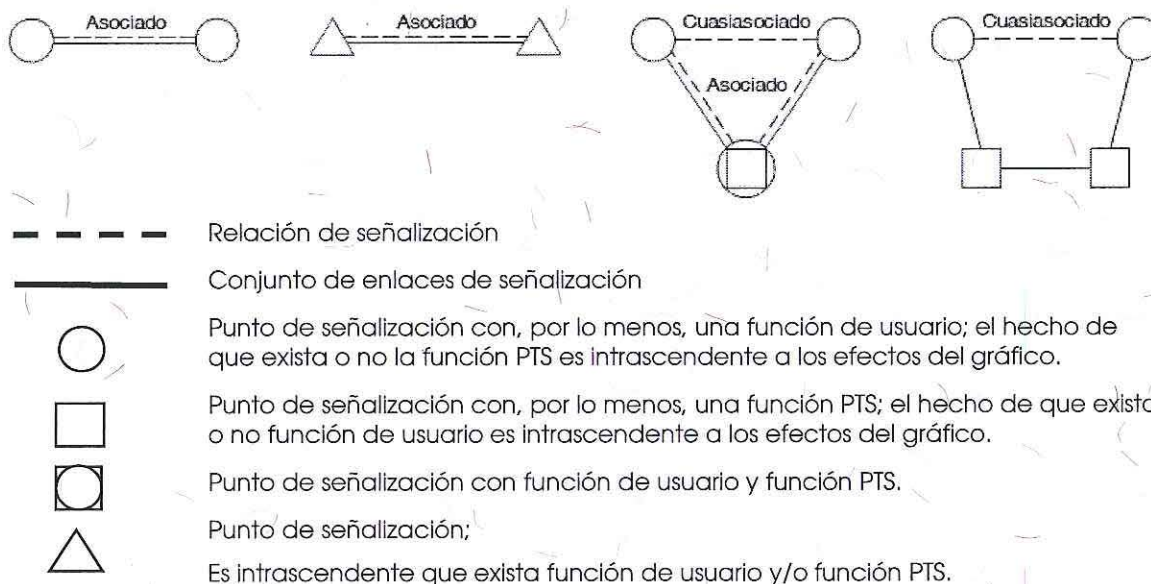 Asociado
Asociado
Cuasiasociado
Cuasiasociado
Asociado
Relación de señalización
Conjunto de enlaces de señalización
Punto de señalización con, por lo menos, una función de usuario; el hecho de
que exista o no la función PTS es intrascendente a los efectos del gráfico.
Punto de señalización con, por lo menos, una función PTS; el hecho de que exista
o no función de usuario es intrascendente a los efectos del gráfico.
Punto de señalización con función de usuario y función PTS.
Punto de señalización;
Es intrascendente que exista función de usuario y/o función PTS.